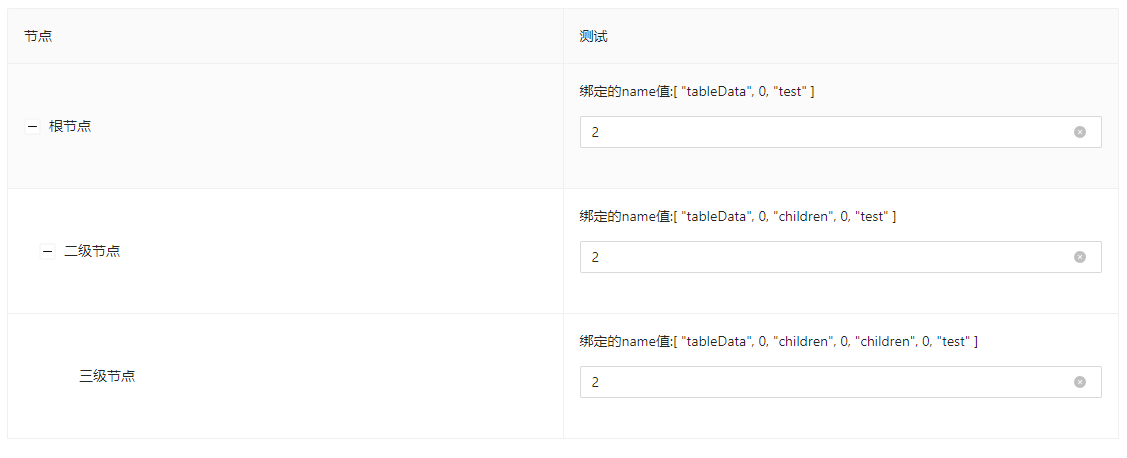 节点 测试
绑定的name值:[ "tableData", 0, "test" ]
根节点
2
绑定的name值:[ "tableData", 0, "children", 0, "test" ]
二级节点
2
绑定的name值:[ "tableData", 0, "children", 0, "children", 0, "test" ]
三级节点
2